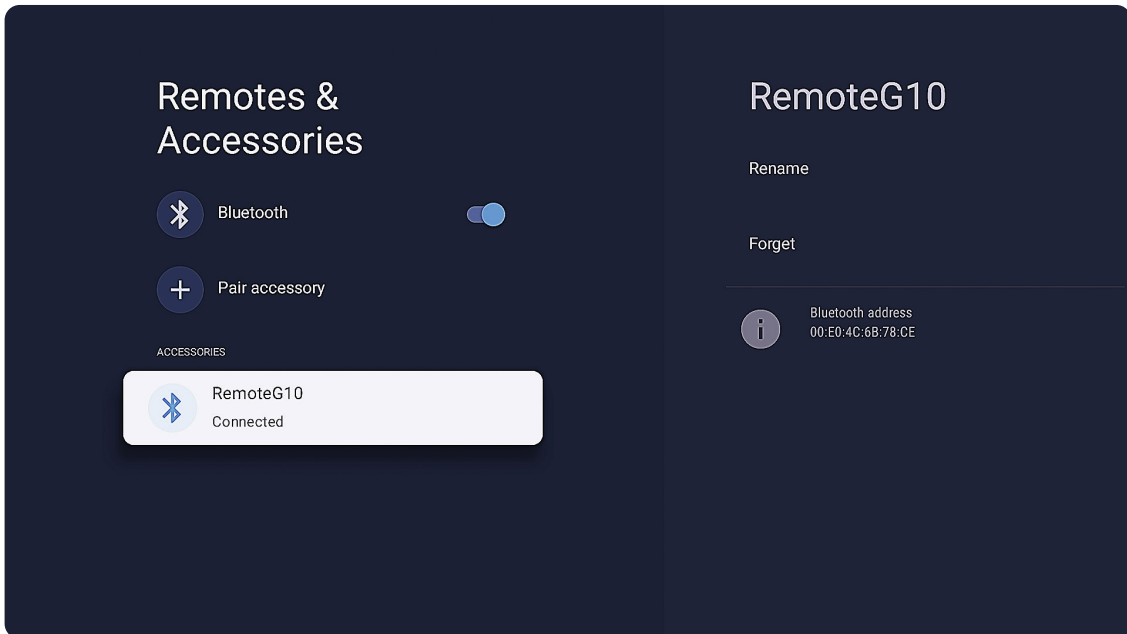 Remotes &
Accessories
Bluetooth
Pair accessory
ACCESSORIES
RemoteG10
Connected
RemoteG10
Rename
Forget
Bluetooth address
00:E0:4C:6B:78:CE